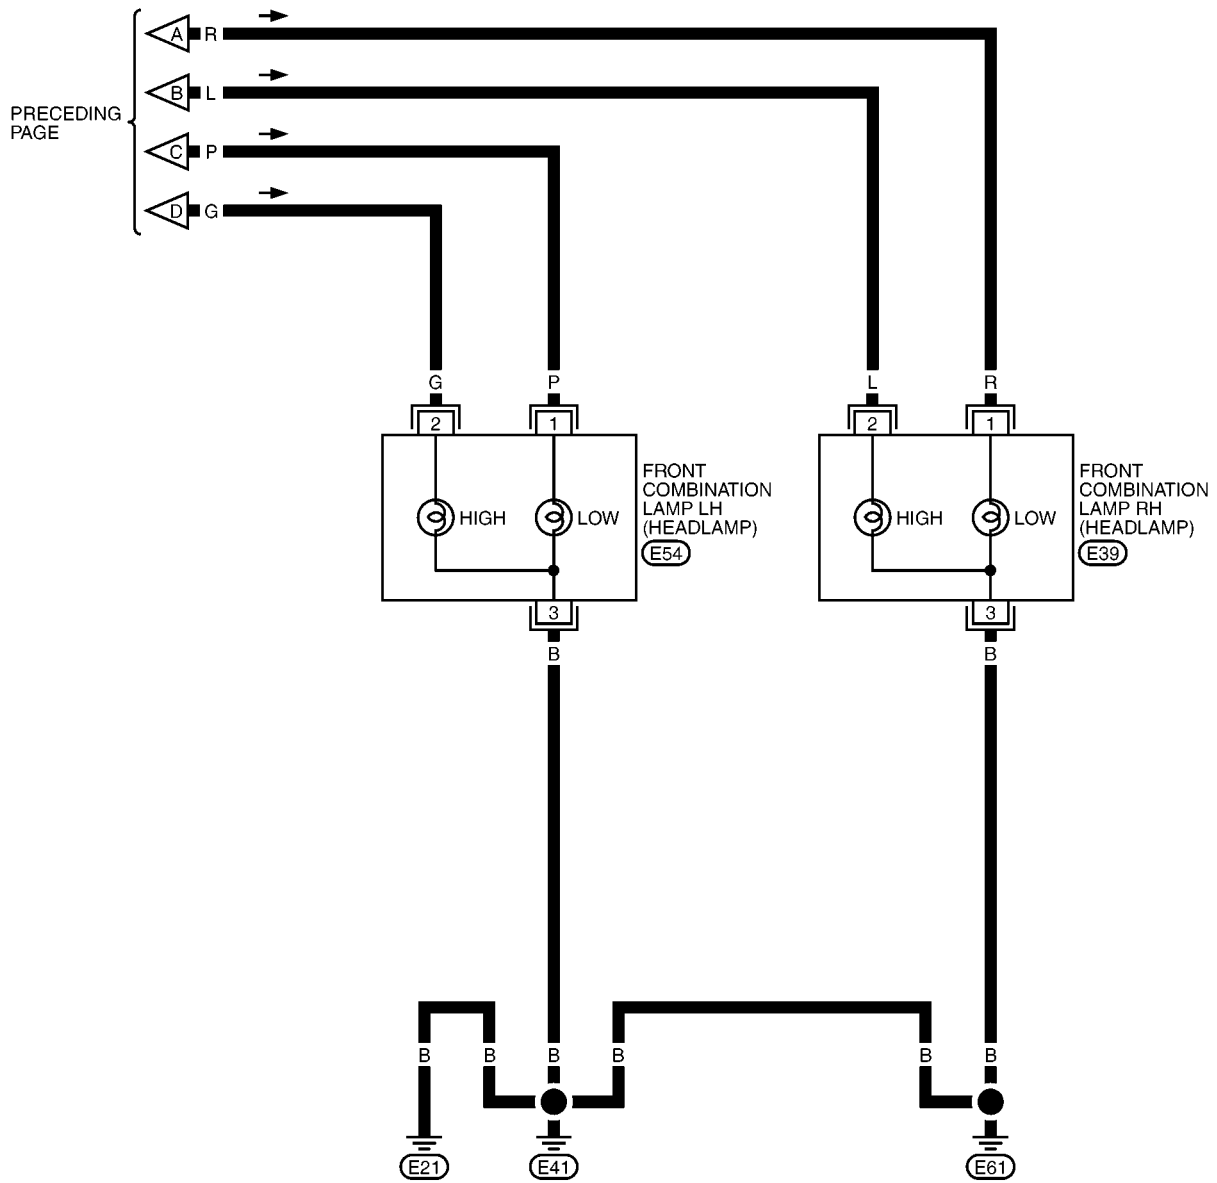 A R
B L
PRECEDING
PAGE
C P
D G
G P L R
2 1 2 1
FRONT
COMBINATION
LAMP LH
(HEADLAMP)
E54
HIGH LOW
FRONT
COMBINATION
LAMP RH
(HEADLAMP)
E39
HIGH LOW
3 3
B B
B B B B B B
E21 E41 E61